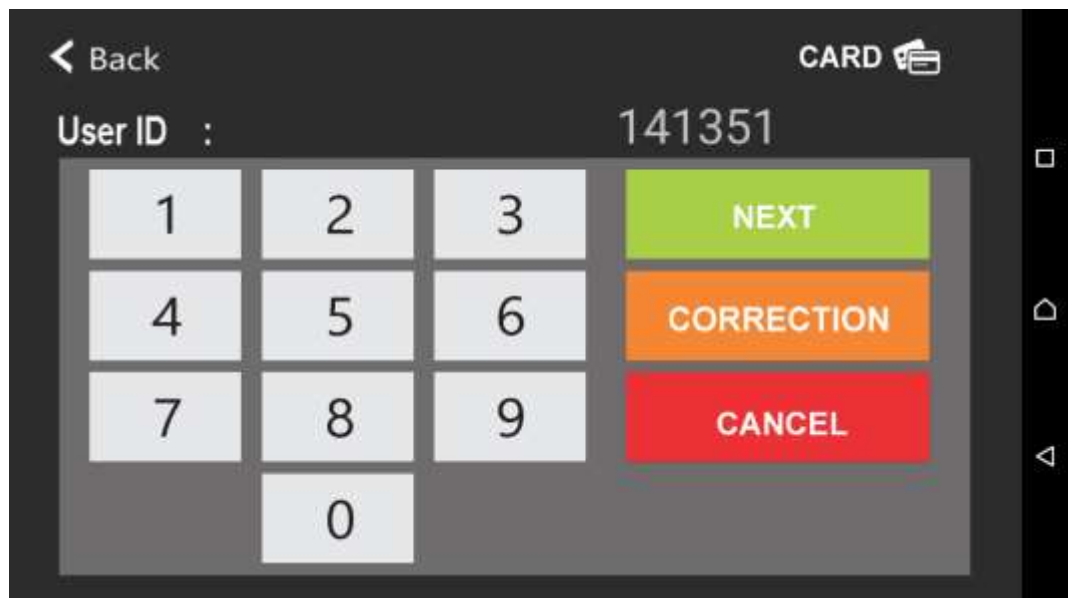 Back CARD
User ID : 141351
1 2 3 NEXT
4 5 6 CORRECTION
7 8 9 CANCEL
0